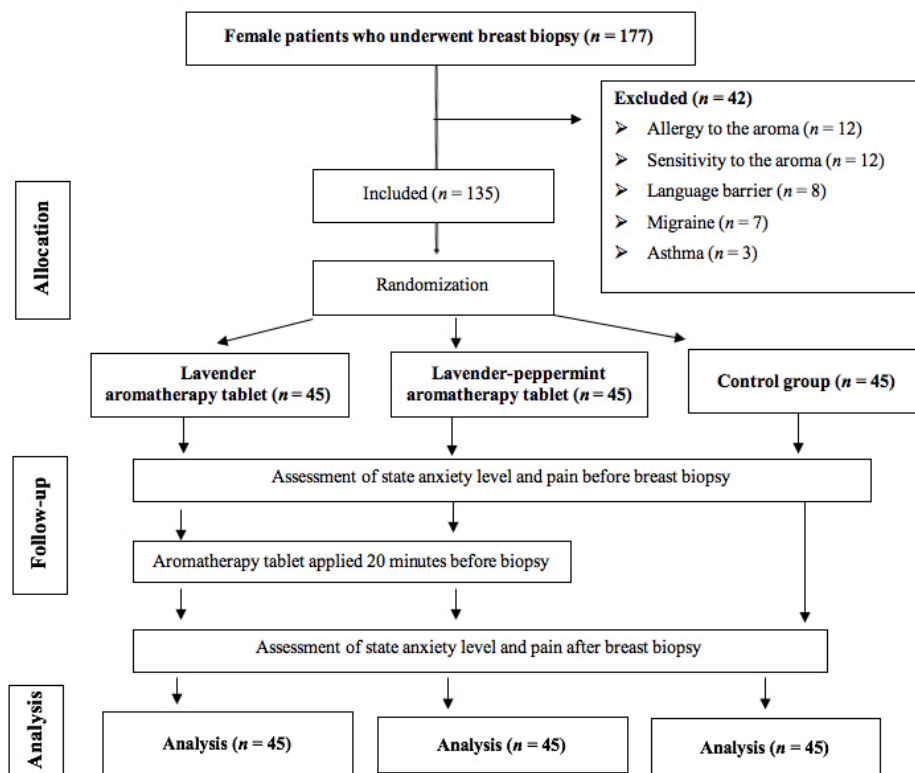 Female patients who underwent breast biopsy (n = 177)
Excluded (n = 42)
➤ Allergy to the aroma (n = 12)
➤ Sensitivity to the aroma (n = 12)
➤ Language barrier (n = 8)
➤ Migraine (n = 7)
➤ Asthma (n = 3)
Allocation
Included (n = 135)
Randomization
Lavender
aromatherapy tablet (n = 45)
Lavender-peppermint
aromatherapy tablet (n = 45)
Control group (n = 45)
Follow-up
Assessment of state anxiety level and pain before breast biopsy
Aromatherapy tablet applied 20 minutes before biopsy
Assessment of state anxiety level and pain after breast biopsy
Analysis
Analysis (n = 45)
Analysis (n = 45)
Analysis (n = 45)